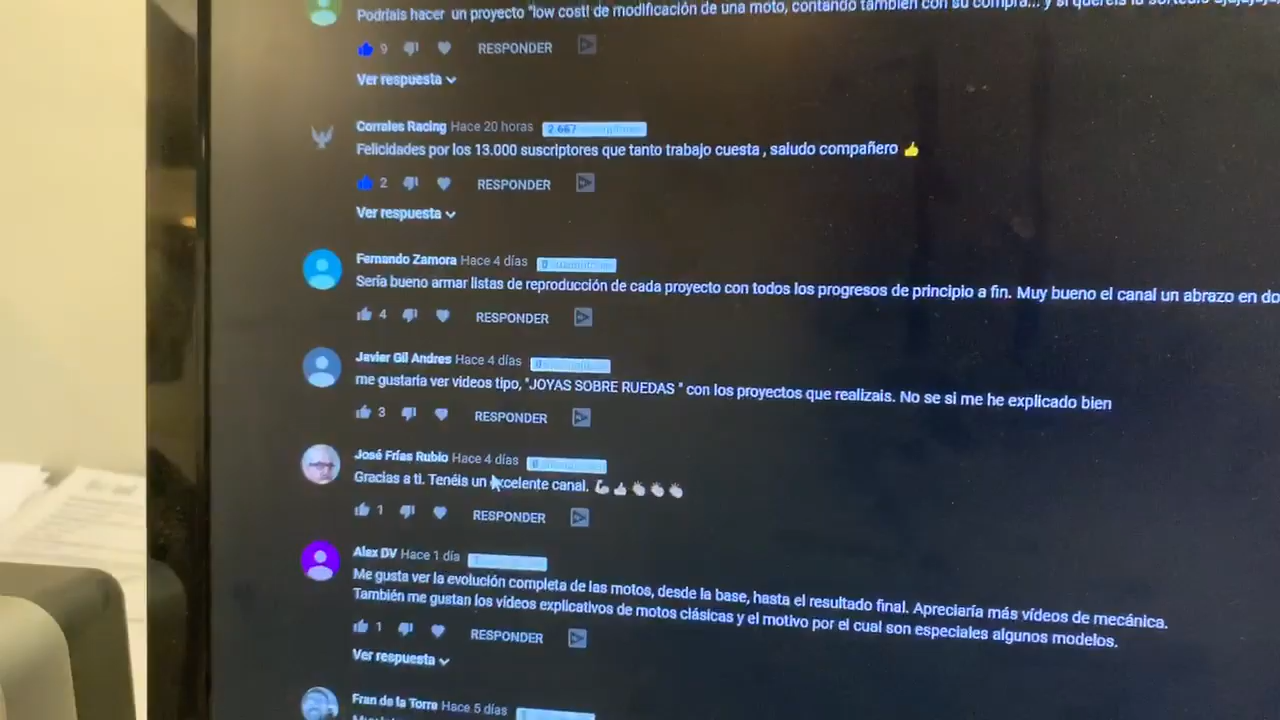 Podríais hacer un proyecto "low cost! de modificación de una moto, contando también con su compra... y si queréis la sorteáis
9 RESPONDER
Ver respuesta
Corrales Racing Hace 20 horas 2.667
Felicidades por los 13.000 suscriptores que tanto trabajo cuesta , saludo compañero 👍
2 RESPONDER
Ver respuesta
Fernando Zamora Hace 4 días 0
Sería bueno armar listas de reproducción de cada proyecto con todos los progresos de principio a fin. Muy bueno el canal un abrazo en do
4 RESPONDER
Javier Gil Andres Hace 4 días 0
me gustaría ver videos tipo, "JOYAS SOBRE RUEDAS " con los proyectos que realizais. No se si me he explicado bien
3 RESPONDER
José Frías Rubio Hace 4 días 0
Gracias a ti. Tenéis un excelente canal. 💪👍👏👏👏
1 RESPONDER
Alex DV Hace 1 día
Me gusta ver la evolución completa de las motos, desde la base, hasta el resultado final. Apreciaría más vídeos de mecánica.
También me gustan los vídeos explicativos de motos clásicas y el motivo por el cual son especiales algunos modelos.
1 RESPONDER
Ver respuesta
Fran de la Torre Hace 5 días